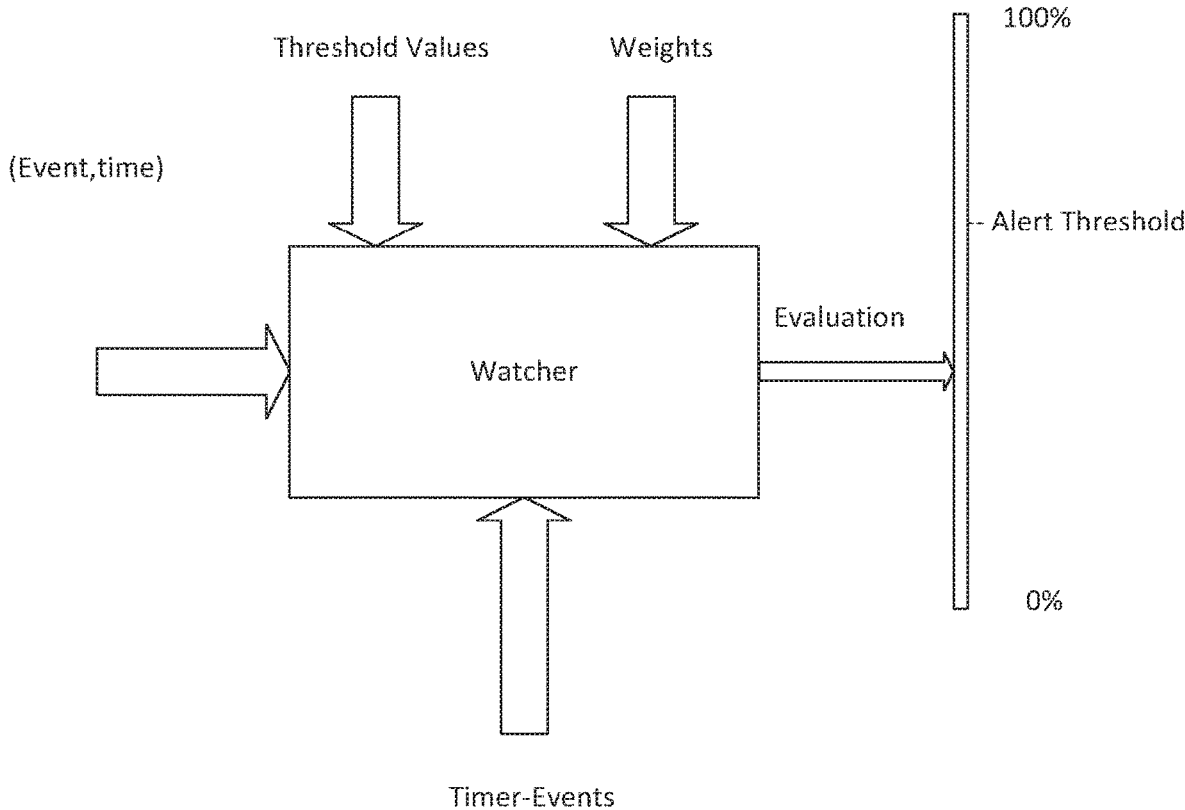 100%
Threshold Values
Weights
(Event,time)
Alert Threshold
Evaluation
Watcher
0%
Timer-Events